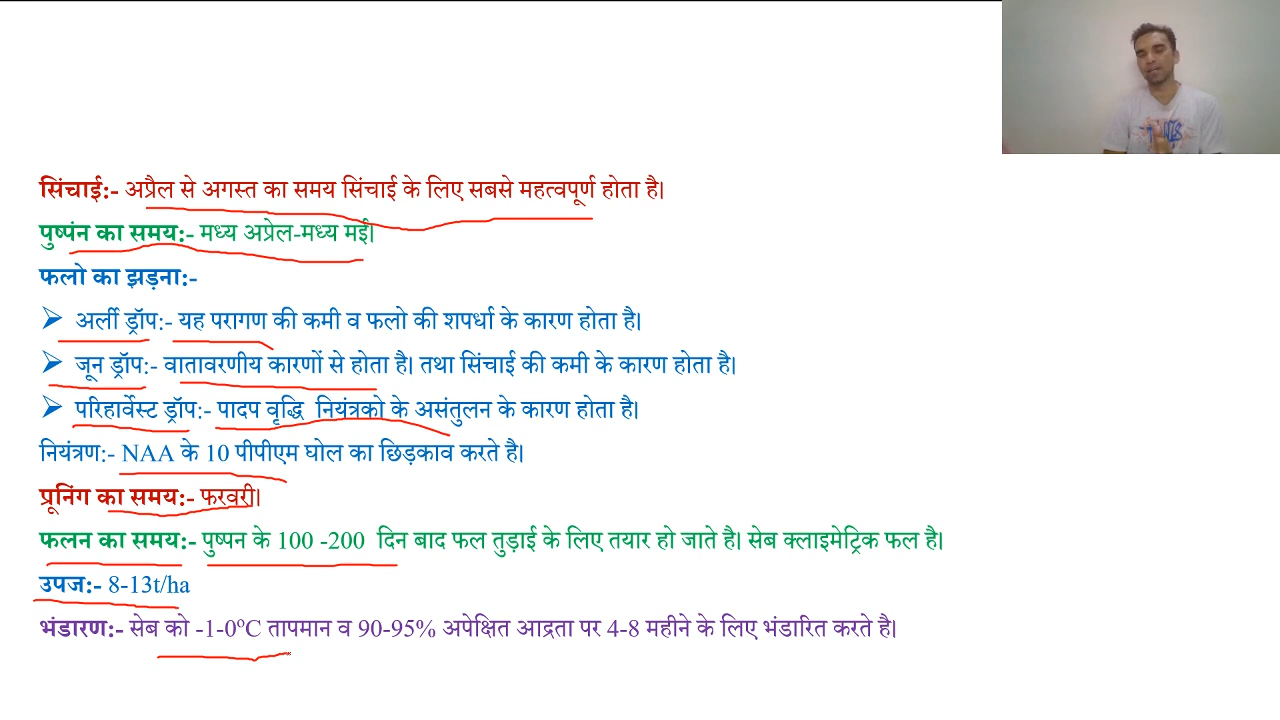 सिंचाई:- अप्रैल से अगस्त का समय सिंचाई के लिए सबसे महत्वपूर्ण होता है।
पुष्पंन का समय:- मध्य अप्रेल-मध्य मई।
फलो का झड़ना:-
➢ अर्ली ड्रॉप:- यह परागण की कमी व फलो की शपर्धा के कारण होता है।
➢ जून ड्रॉप:- वातावरणीय कारणों से होता है। तथा सिंचाई की कमी के कारण होता है।
➢ परिहार्वेस्ट ड्रॉप:- पादप वृद्धि नियंत्रको के असंतुलन के कारण होता है।
नियंत्रण:- NAA के 10 पीपीएम घोल का छिड़काव करते है।
प्रूनिंग का समय:- फरवरी।
फलन का समय:- पुष्पन के 100 -200 दिन बाद फल तुड़ाई के लिए तयार हो जाते है। सेब क्लाइमेट्रिक फल है।
उपज:- 8-13t/ha
भंडारण:- सेब को -1-0ºC तापमान व 90-95% अपेक्षित आद्रता पर 4-8 महीने के लिए भंडारित करते है।